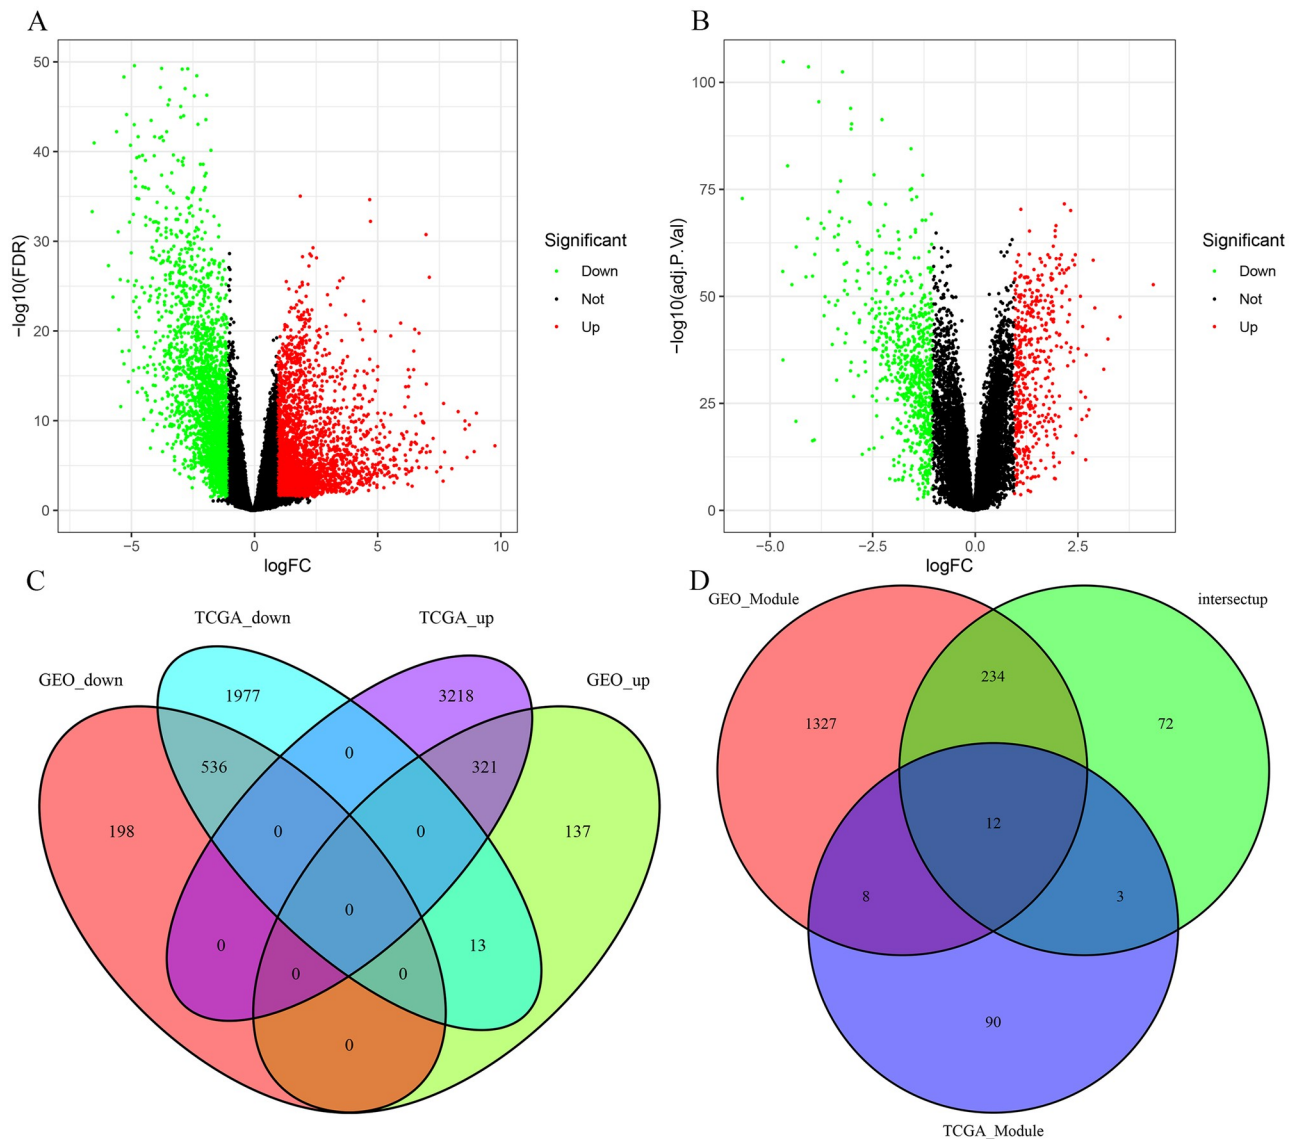 A
50
40
30
20
10
0
−log10(FDR)
−5
0
5
10
logFC
Significant
Down
Not
Up
B
100
75
50
25
0
−log10(adj.P.Val)
−5.0
−2.5
0.0
2.5
logFC
Significant
Down
Not
Up
C
TCGA_down
TCGA_up
GEO_down
GEO_up
1977
3218
0
536
321
198
0
0
137
0
0
13
0
0
0
D
GEO_Module
intersectup
234
1327
72
12
8
3
90
TCGA_Module